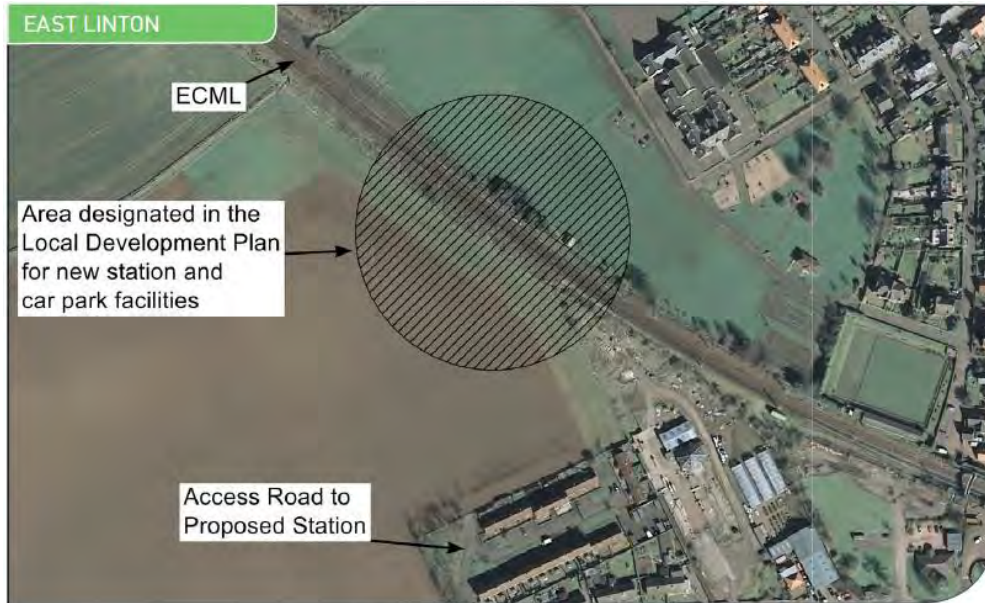 EAST LINTON
ECML
Area designated in the
Local Development Plan
for new station and
car park facilities
Access Road to
Proposed Station